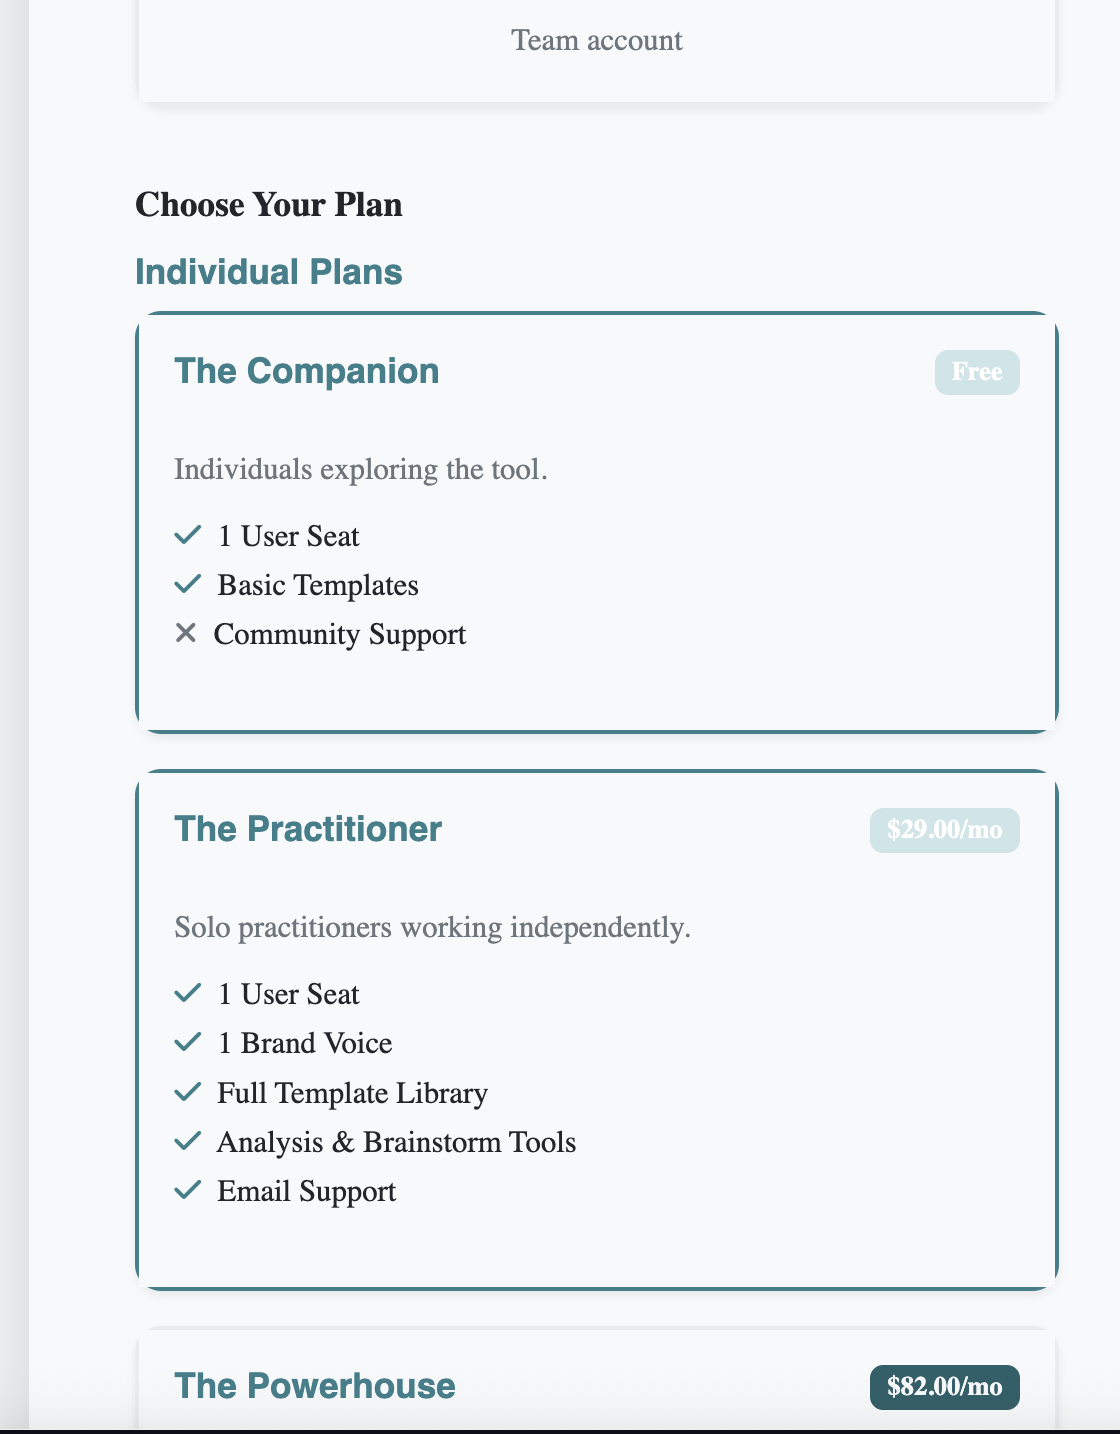 Team account
Choose Your Plan
Individual Plans
The Companion
Free
Individuals exploring the tool.
1 User Seat
Basic Templates
Community Support
The Practitioner
$29.00/mo
Solo practitioners working independently.
1 User Seat
1 Brand Voice
Full Template Library
Analysis & Brainstorm Tools
Email Support
The Powerhouse
$82.00/mo